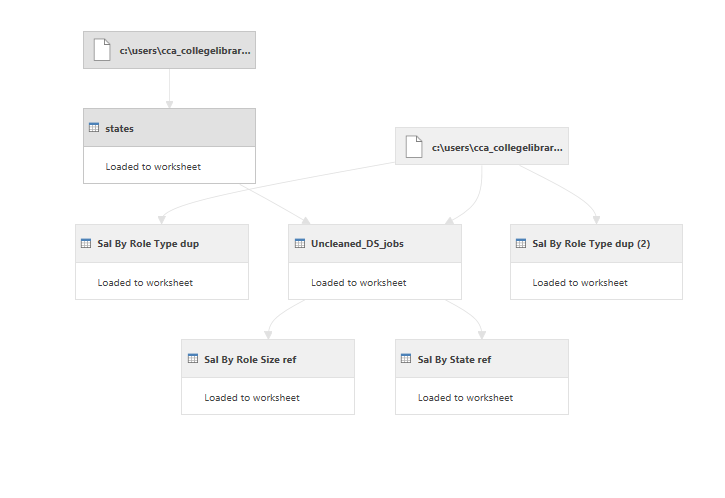 c:\users\cca_collegelibrar...
states
Loaded to worksheet
c:\users\cca_collegelibrar...
Sal By Role Type dup
Loaded to worksheet
Uncleaned_DS_jobs
Loaded to worksheet
Sal By Role Type dup (2)
Loaded to worksheet
Sal By Role Size ref
Loaded to worksheet
Sal By State ref
Loaded to worksheet